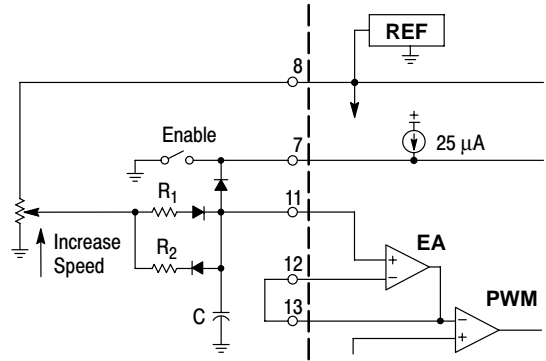 REF
8
Enable
7
25 μA
R1
11
EA
Increase
Speed
R2
12
13
PWM
C